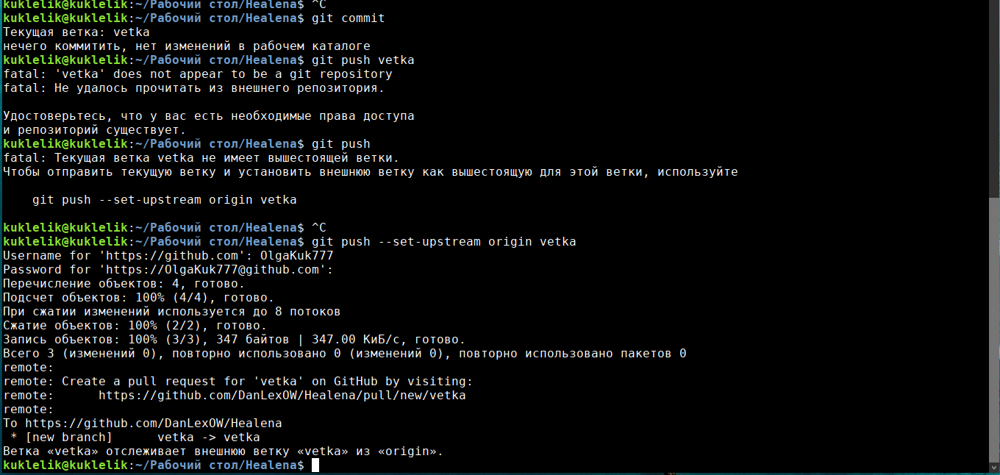 kuklelik@kuklelik:~/Рабочий стол/Healena$ ^C
kuklelik@kuklelik:~/Рабочий стол/Healena$ git commit
Текущая ветка: vetka
нечего коммитить, нет изменений в рабочем каталоге
kuklelik@kuklelik:~/Рабочий стол/Healena$ git push vetka
fatal: 'vetka' does not appear to be a git repository
fatal: Не удалось прочитать из внешнего репозитория.
Удостоверьтесь, что у вас есть необходимые права доступа
и репозиторий существует.
kuklelik@kuklelik:~/Рабочий стол/Healena$ git push
fatal: Текущая ветка vetka не имеет вышестоящей ветки.
Чтобы отправить текущую ветку и установить внешнюю ветку как вышестоящую для этой ветки, используйте
git push --set-upstream origin vetka
kuklelik@kuklelik:~/Рабочий стол/Healena$ ^C
kuklelik@kuklelik:~/Рабочий стол/Healena$ git push --set-upstream origin vetka
Username for 'https://github.com': OlgaKuk777
Password for 'https://OlgaKuk777@github.com':
Перечисление объектов: 4, готово.
Подсчет объектов: 100% (4/4), готово.
При сжатии изменений используется до 8 потоков
Сжатие объектов: 100% (2/2), готово.
Запись объектов: 100% (3/3), 347 байтов | 347.00 КиБ/с, готово.
Всего 3 (изменений 0), повторно использовано 0 (изменений 0), повторно использовано пакетов 0
remote:
remote: Create a pull request for 'vetka' on GitHub by visiting:
remote:      https://github.com/DanLexOW/Healena/pull/new/vetka
remote:
To https://github.com/DanLexOW/Healena
 * [new branch]      vetka -> vetka
Ветка «vetka» отслеживает внешнюю ветку «vetka» из «origin».
kuklelik@kuklelik:~/Рабочий стол/Healena$